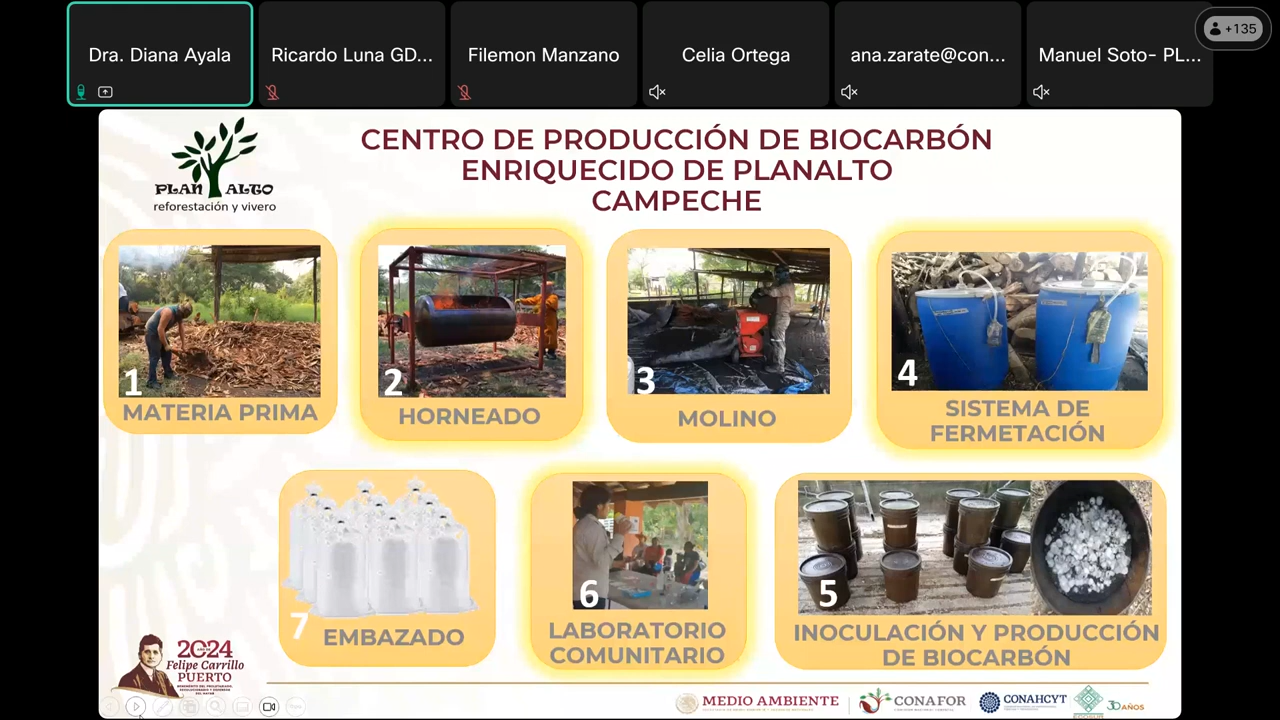 Dra. Diana Ayala
Ricardo Luna GD...
Filemon Manzano
Celia Ortega
ana.zarate@con...
Manuel Soto- PL...
+135
PLAN ALTO
reforestación y vivero
CENTRO DE PRODUCCIÓN DE BIOCARBÓN
ENRIQUECIDO DE PLANALTO
CAMPECHE
1
MATERIA PRIMA
2
HORNEADO
3
MOLINO
4
SISTEMA DE
FERMETACIÓN
7
EMBAZADO
6
LABORATORIO
COMUNITARIO
5
INOCULACIÓN Y PRODUCCIÓN
DE BIOCARBÓN
2024
Felipe Carrillo
PUERTO
MEDIO AMBIENTE
CONAFOR
CONAHCYT
30 AÑOS